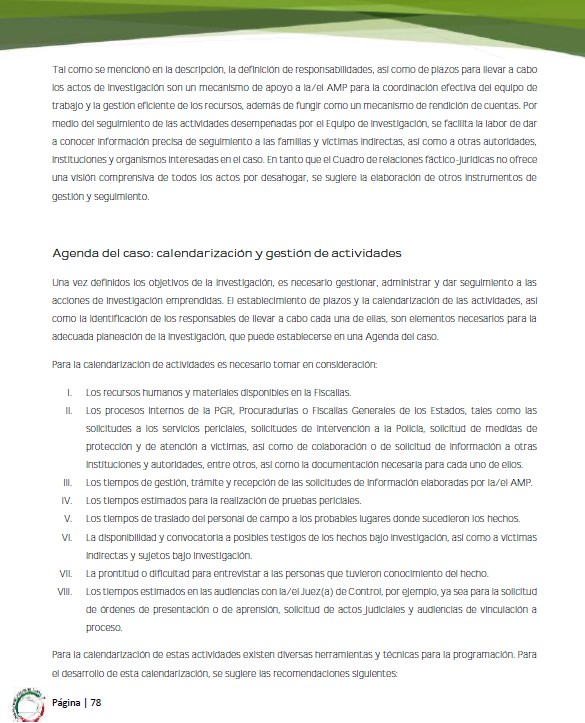 Tal como se mencionó en la descripción, la definición de responsabilidades, así como de plazos para llevar a cabo
los actos de investigación son un mecanismo de apoyo a la/el AMP para la coordinación efectiva del equipo de
trabajo y la gestión eficiente de los recursos, además de fungir como un mecanismo de rendición de cuentas. Por
medio del seguimiento de las actividades desempeñadas por el Equipo de Investigación, se facilita la labor de dar
a conocer información precisa de seguimiento a las familias y víctimas indirectas, así como a otras autoridades,
instituciones y organismos interesadas en el caso. En tanto que el Cuadro de relaciones fáctico-jurídicas no ofrece
una visión comprensiva de todos los actos por desahogar, se sugiere la elaboración de otros instrumentos de
gestión y seguimiento.
Agenda del caso: calendarización y gestión de actividades
Una vez definidos los objetivos de la investigación, es necesario gestionar, administrar y dar seguimiento a las
acciones de investigación emprendidas. El establecimiento de plazos y la calendarización de las actividades, así
como la identificación de los responsables de llevar a cabo cada una de ellas, son elementos necesarios para la
adecuada planeación de la investigación, que puede establecerse en una Agenda del caso.
Para la calendarización de actividades es necesario tomar en consideración:
I. Los recursos humanos y materiales disponibles en la Fiscalías.
II. Los procesos internos de la PGR, Procuradurías o Fiscalías Generales de los Estados, tales como las
solicitudes a los servicios periciales, solicitudes de intervención a la Policía, solicitud de medidas de
protección y de atención a víctimas, así como de colaboración o de solicitud de información a otras
instituciones y autoridades, entre otros, así como la documentación necesaria para cada uno de ellos.
III. Los tiempos de gestión, trámite y recepción de las solicitudes de información elaboradas por la/el AMP.
IV. Los tiempos estimados para la realización de pruebas periciales.
V. Los tiempos de traslado del personal de campo a los probables lugares donde sucedieron los hechos.
VI. La disponibilidad y convocatoria a posibles testigos de los hechos bajo investigación, así como a víctimas
indirectas y sujetos bajo investigación.
VII. La prontitud o dificultad para entrevistar a las personas que tuvieron conocimiento del hecho.
VIII. Los tiempos estimados en las audiencias con la/el Juez(a) de Control, por ejemplo, ya sea para la solicitud
de órdenes de presentación o de aprensión, solicitud de actos judiciales y audiencias de vinculación a
proceso.
Para la calendarización de estas actividades existen diversas herramientas y técnicas para la programación. Para
el desarrollo de esta calendarización, se sugiere las recomendaciones siguientes:
Página | 78